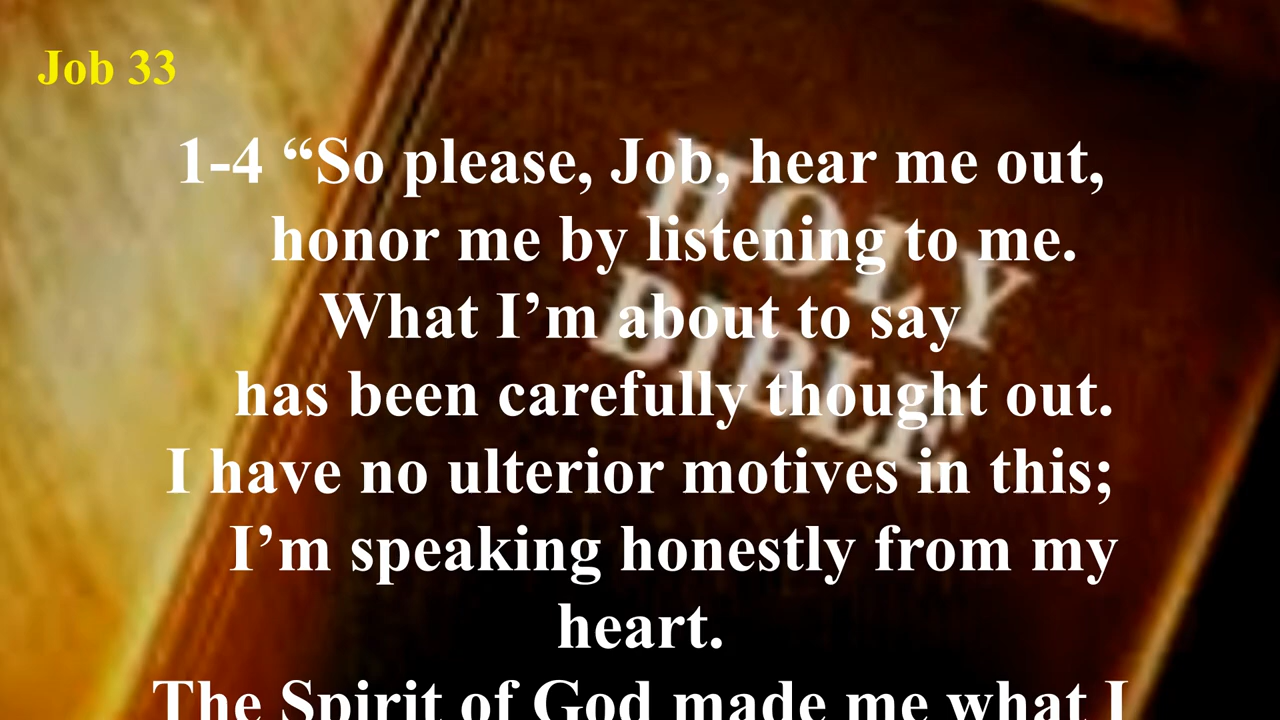 Job 33
HOLY
BIBLE
1-4 “So please, Job, hear me out,
honor me by listening to me.
What I’m about to say
has been carefully thought out.
I have no ulterior motives in this;
I’m speaking honestly from my
heart.
The Spirit of God made me what I